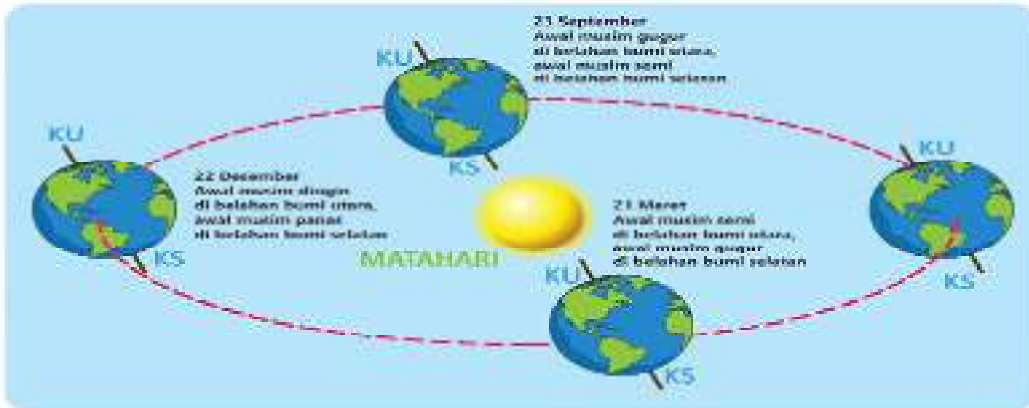 KU
KS
21 September
Awal musim gugur
di belahan bumi utara,
awal musim semi
di belahan bumi selatan
KU
KS
22 Desember
Awal musim dingin
di belahan bumi utara,
awal musim panas
di belahan bumi selatan
MATAHARI
21 Maret
Awal musim semi
di belahan bumi utara,
awal musim gugur
di belahan bumi selatan
KU
KS
KU
KS